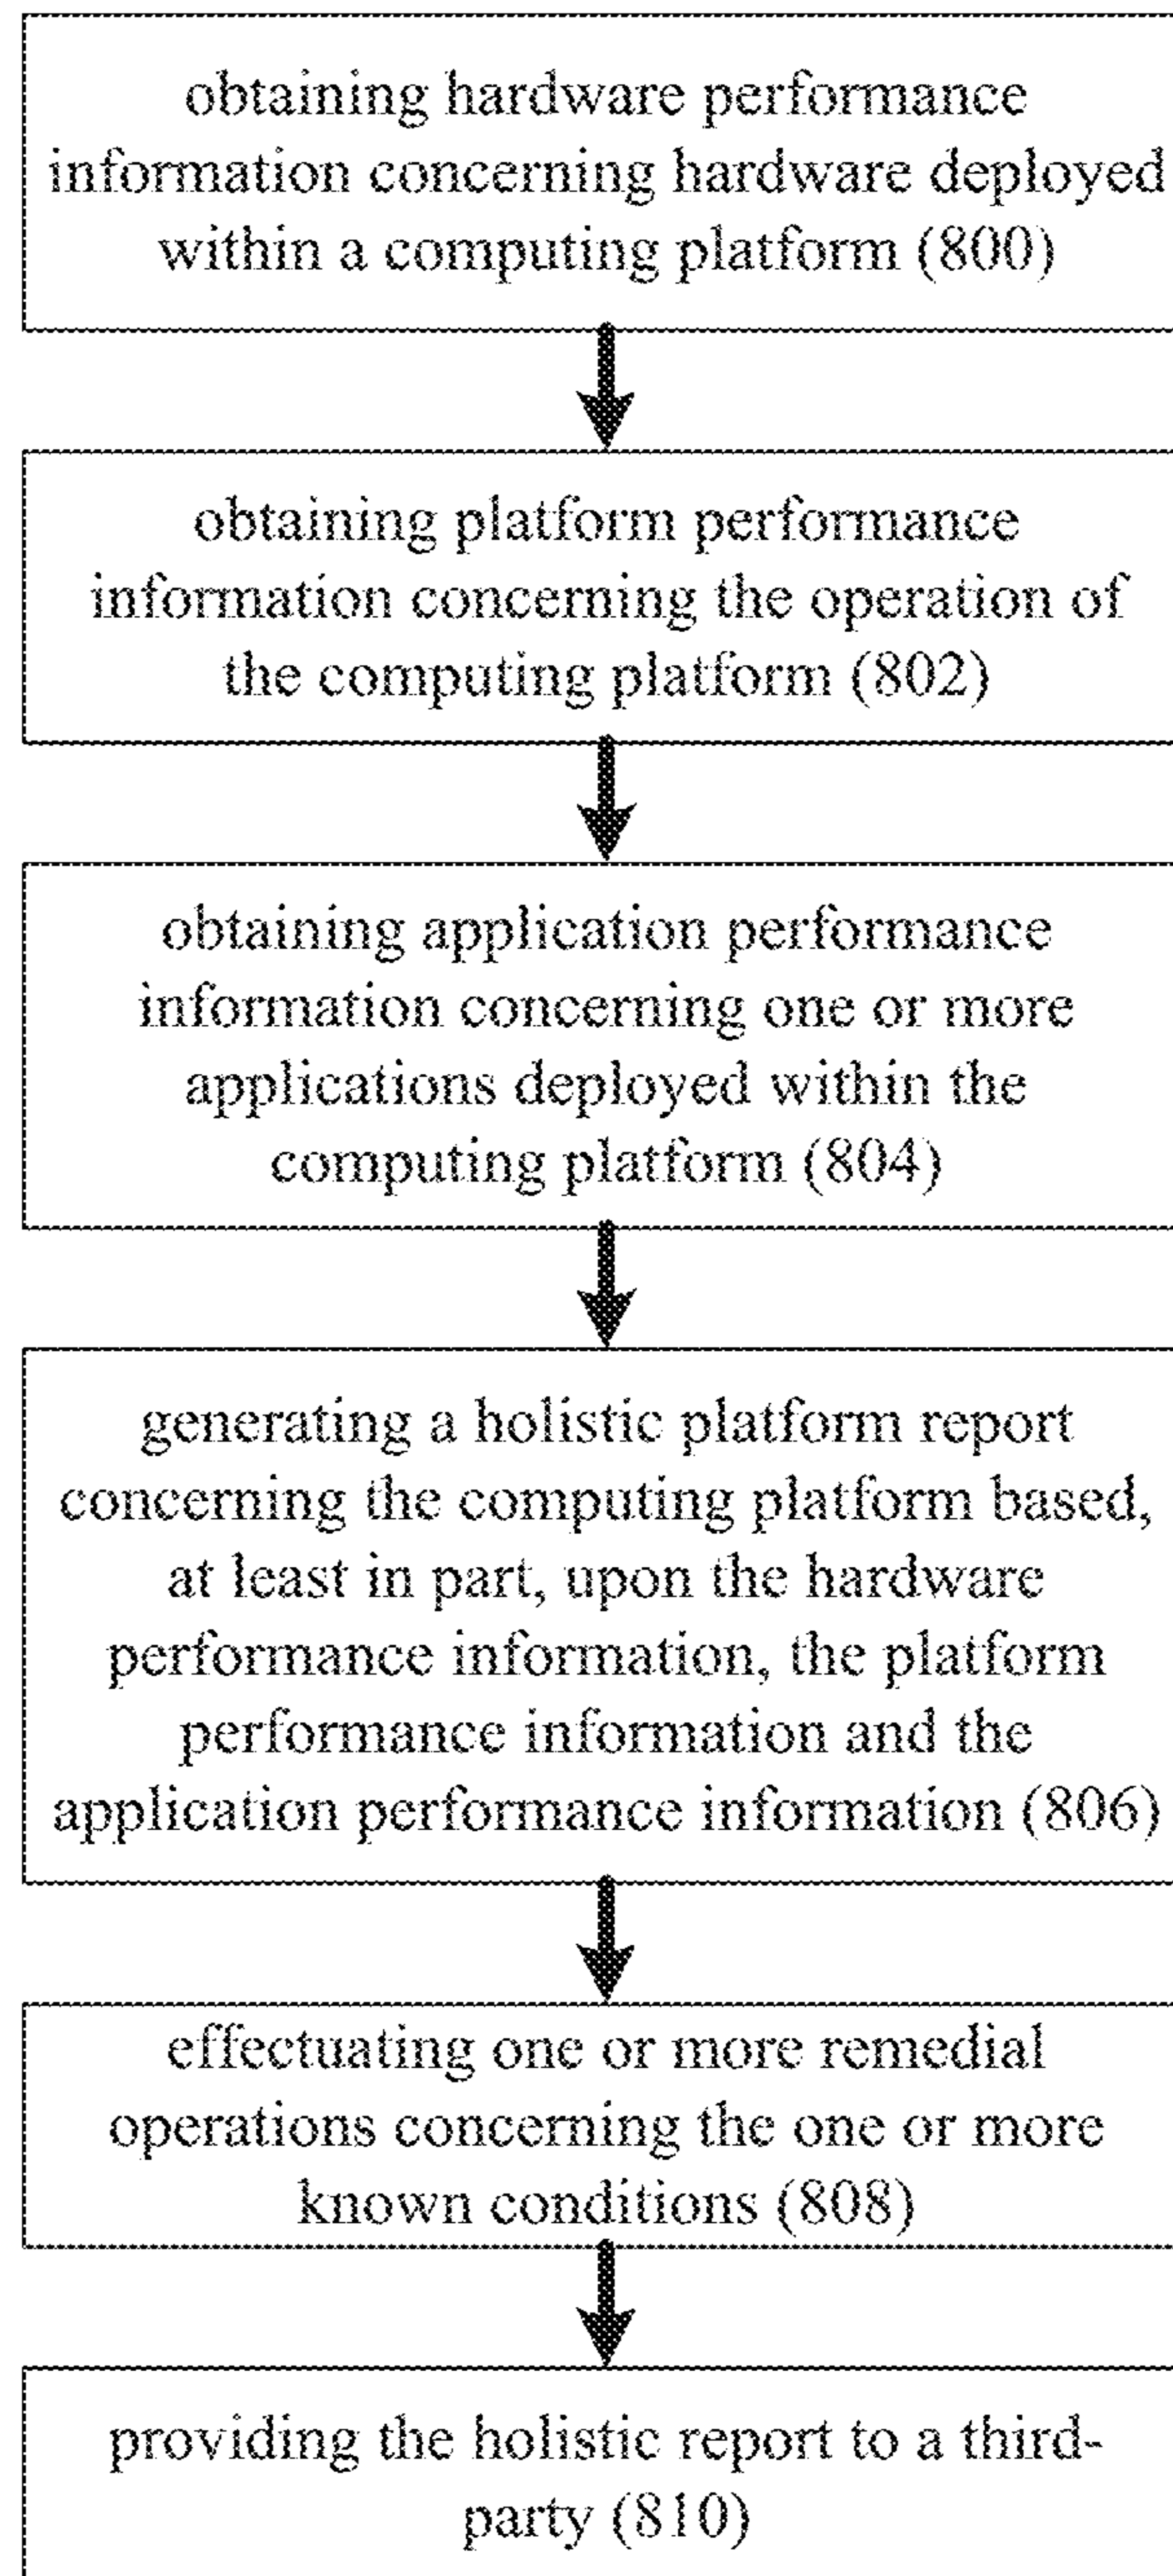 obtaining hardware performance
information concerning hardware deployed
within a computing platform (800)
obtaining platform performance
information concerning the operation of
the computing platform (802)
obtaining application performance
information concerning one or more
applications deployed within the
computing platform (804)
generating a holistic platform report
concerning the computing platform based,
at least in part, upon the hardware
performance information, the platform
performance information and the
application performance information (806)
effectuating one or more remedial
operations concerning the one or more
known conditions (808)
providing the holistic report to a third-
party (810)